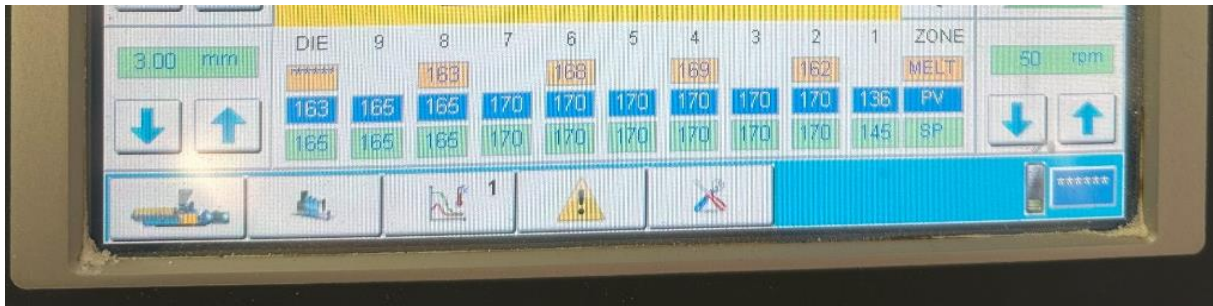 DIE 9 8 7 6 5 4 3 2 1 ZONE
3.00 mm
****** 163 168 169 162 MELT
50 rpm
163 165 165 170 170 170 170 170 170 136 PV
165 165 165 170 170 170 170 170 170 145 SP
1
******